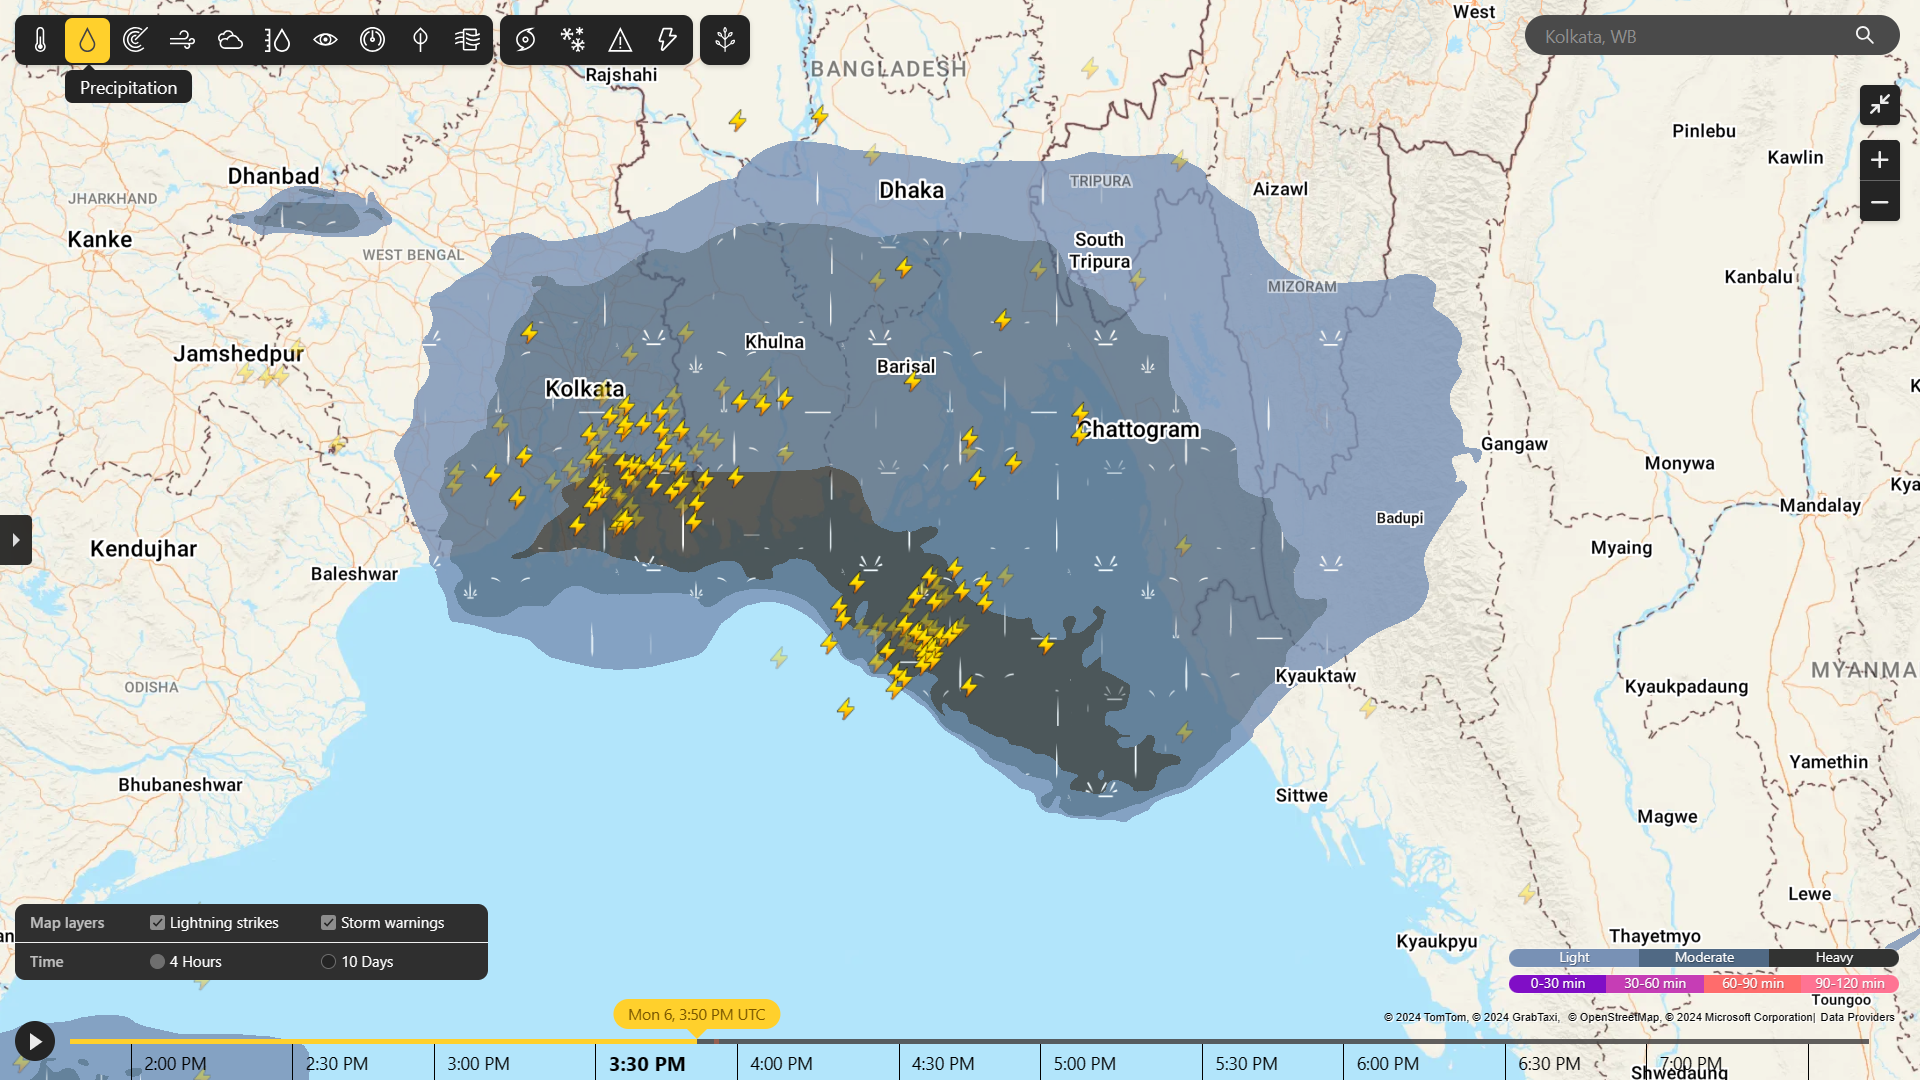 West
Kolkata, WB
Precipitation
Rajshahi
BANGLADESH
Pinlebu
Kawlin
Dhanbad
JHARKHAND
Dhaka
TRIPURA
Aizawl
Kanke
WEST BENGAL
South
Tripura
MIZORAM
Kanbalu
Jamshedpur
Khulna
Barisal
Kolkata
K
Chattogram
Gangaw
Monywa
Kya
Mandalay
Badupi
Myaing
Kendujhar
Baleshwar
ODISHA
Kyauktaw
MYANMA
Kyaukpadaung
Bhubaneshwar
Sittwe
Yamethin
Magwe
Lewe
Map layers Lightning strikes Storm warnings
an
Kyaukpyu
Thayetmyo
Time 4 Hours 10 Days
Light Moderate Heavy
0-30 min 30-60 min 60-90 min 90-120 min
Toungoo
Mon 6, 3:50 PM UTC
© 2024 TomTom, © 2024 GrabTaxi, © OpenStreetMap, © 2024 Microsoft Corporation| Data Providers
2:00 PM 2:30 PM 3:00 PM 3:30 PM 4:00 PM 4:30 PM 5:00 PM 5:30 PM 6:00 PM 6:30 PM 7:00 PM
Shwedaung